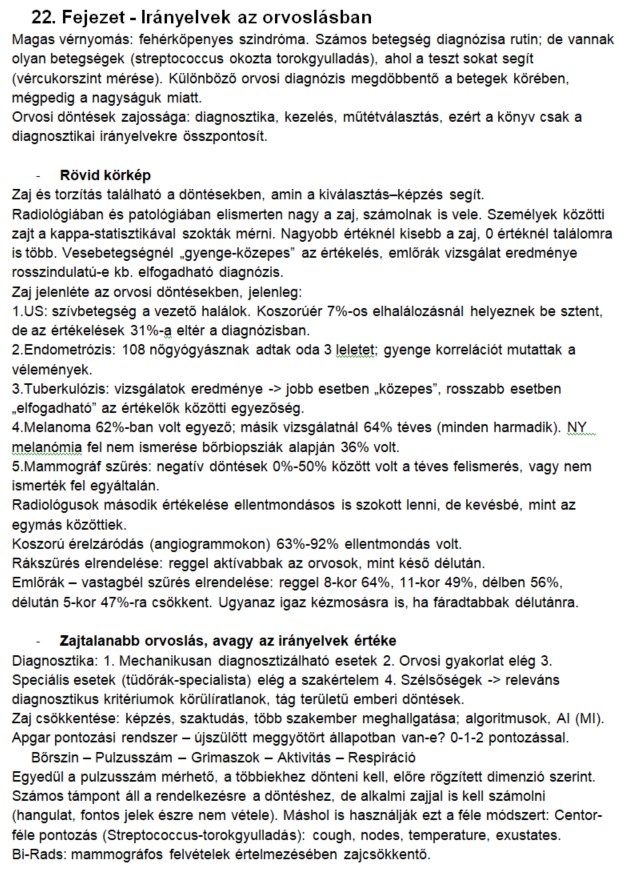 22. Fejezet - Irányelvek az orvoslásban
Magas vérnyomás: fehérköpenyes szindróma. Számos betegség diagnózisa rutin; de vannak
olyan betegségek (streptococcus okozta torokgyulladás), ahol a teszt sokat segít
(vércukorszint mérése). Különböző orvosi diagnózis megdöbbentő a betegek körében,
mégpedig a nagyságuk miatt.
Orvosi döntések zajossága: diagnosztika, kezelés, műtétválasztás, ezért a könyv csak a
diagnosztikai irányelvekre összpontosít.
- Rövid körkép
Zaj és torzítás található a döntésekben, amin a kiválasztás–képzés segít.
Radiológiában és patológiában elismerten nagy a zaj, számolnak is vele. Személyek közötti
zajt a kappa-statisztikával szokták mérni. Nagyobb értéknél kisebb a zaj, 0 értéknél találomra
is több. Vesebetegségnél „gyenge-közepes” az értékelés, emlőrák vizsgálat eredménye
rosszindulatú-e kb. elfogadható diagnózis.
Zaj jelenléte az orvosi döntésekben, jelenleg:
1.US: szívbetegség a vezető halálok. Koszorúér 7%-os elhalálozásnál helyeznek be sztent,
de az értékelések 31%-a eltér a diagnózisban.
2.Endometrózis: 108 nőgyógyásznak adtak oda 3 leletet; gyenge korrelációt mutattak a
vélemények.
3.Tuberkulózis: vizsgálatok eredménye -> jobb esetben „közepes”, rosszabb esetben
„elfogadható” az értékelők közötti egyezőség.
4.Melanoma 62%-ban volt egyező; másik vizsgálatnál 64% téves (minden harmadik). NY
melanómia fel nem ismerése bőrbiopsziák alapján 36% volt.
5.Mammográf szűrés: negatív döntések 0%-50% között volt a téves felismerés, vagy nem
ismerték fel egyáltalán.
Radiológusok második értékelése ellentmondásos is szokott lenni, de kevésbé, mint az
egymás közöttiek.
Koszorú érelzáródás (angiogrammokon) 63%-92% ellentmondás volt.
Rákszűrés elrendelése: reggel aktívabbak az orvosok, mint késő délután.
Emlőrák – vastagbél szűrés elrendelése: reggel 8-kor 64%, 11-kor 49%, délben 56%,
délután 5-kor 47%-ra csökkent. Ugyanaz igaz kézmosásra is, ha fáradtabbak délutánra.
- Zajtalanabb orvoslás, avagy az irányelvek értéke
Diagnosztika: 1. Mechanikusan diagnosztizálható esetek 2. Orvosi gyakorlat elég 3.
Speciális esetek (tüdőrák-specialista) elég a szakértelem 4. Szélsőségek -> releváns
diagnosztikus kritériumok körülíratlanok, tág területű emberi döntések.
Zaj csökkentése: képzés, szaktudás, több szakember meghallgatása; algoritmusok, AI (MI).
Apgar pontozási rendszer – újszülött meggyötört állapotban van-e? 0-1-2 pontozással.
Bőrszin – Pulzusszám – Grimaszok – Aktivitás – Respiráció
Egyedül a pulzusszám mérhető, a többiekhez dönteni kell, előre rögzített dimenzió szerint.
Számos támpont áll a rendelkezésre a döntéshez, de alkalmi zajjal is kell számolni
(hangulat, fontos jelek észre nem vétele). Máshol is használják ezt a féle módszert: Centor-
féle pontozás (Streptococcus-torokgyulladás): cough, nodes, temperature, exustates.
Bi-Rads: mammográfos felvételek értelmezésében zajcsökkentő.